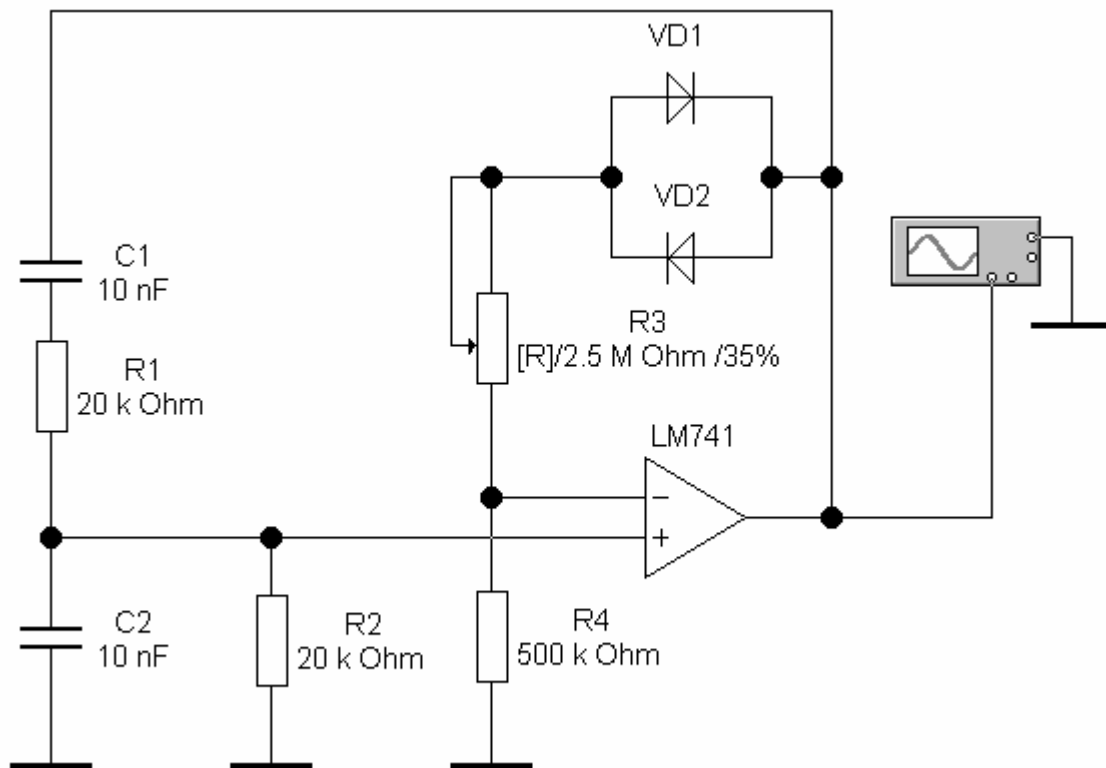 VD1
VD2
C1
10 nF
R3
[R]/2.5 M Ohm /35%
R1
20 k Ohm
LM741
−
+
C2
10 nF
R2
20 k Ohm
R4
500 k Ohm